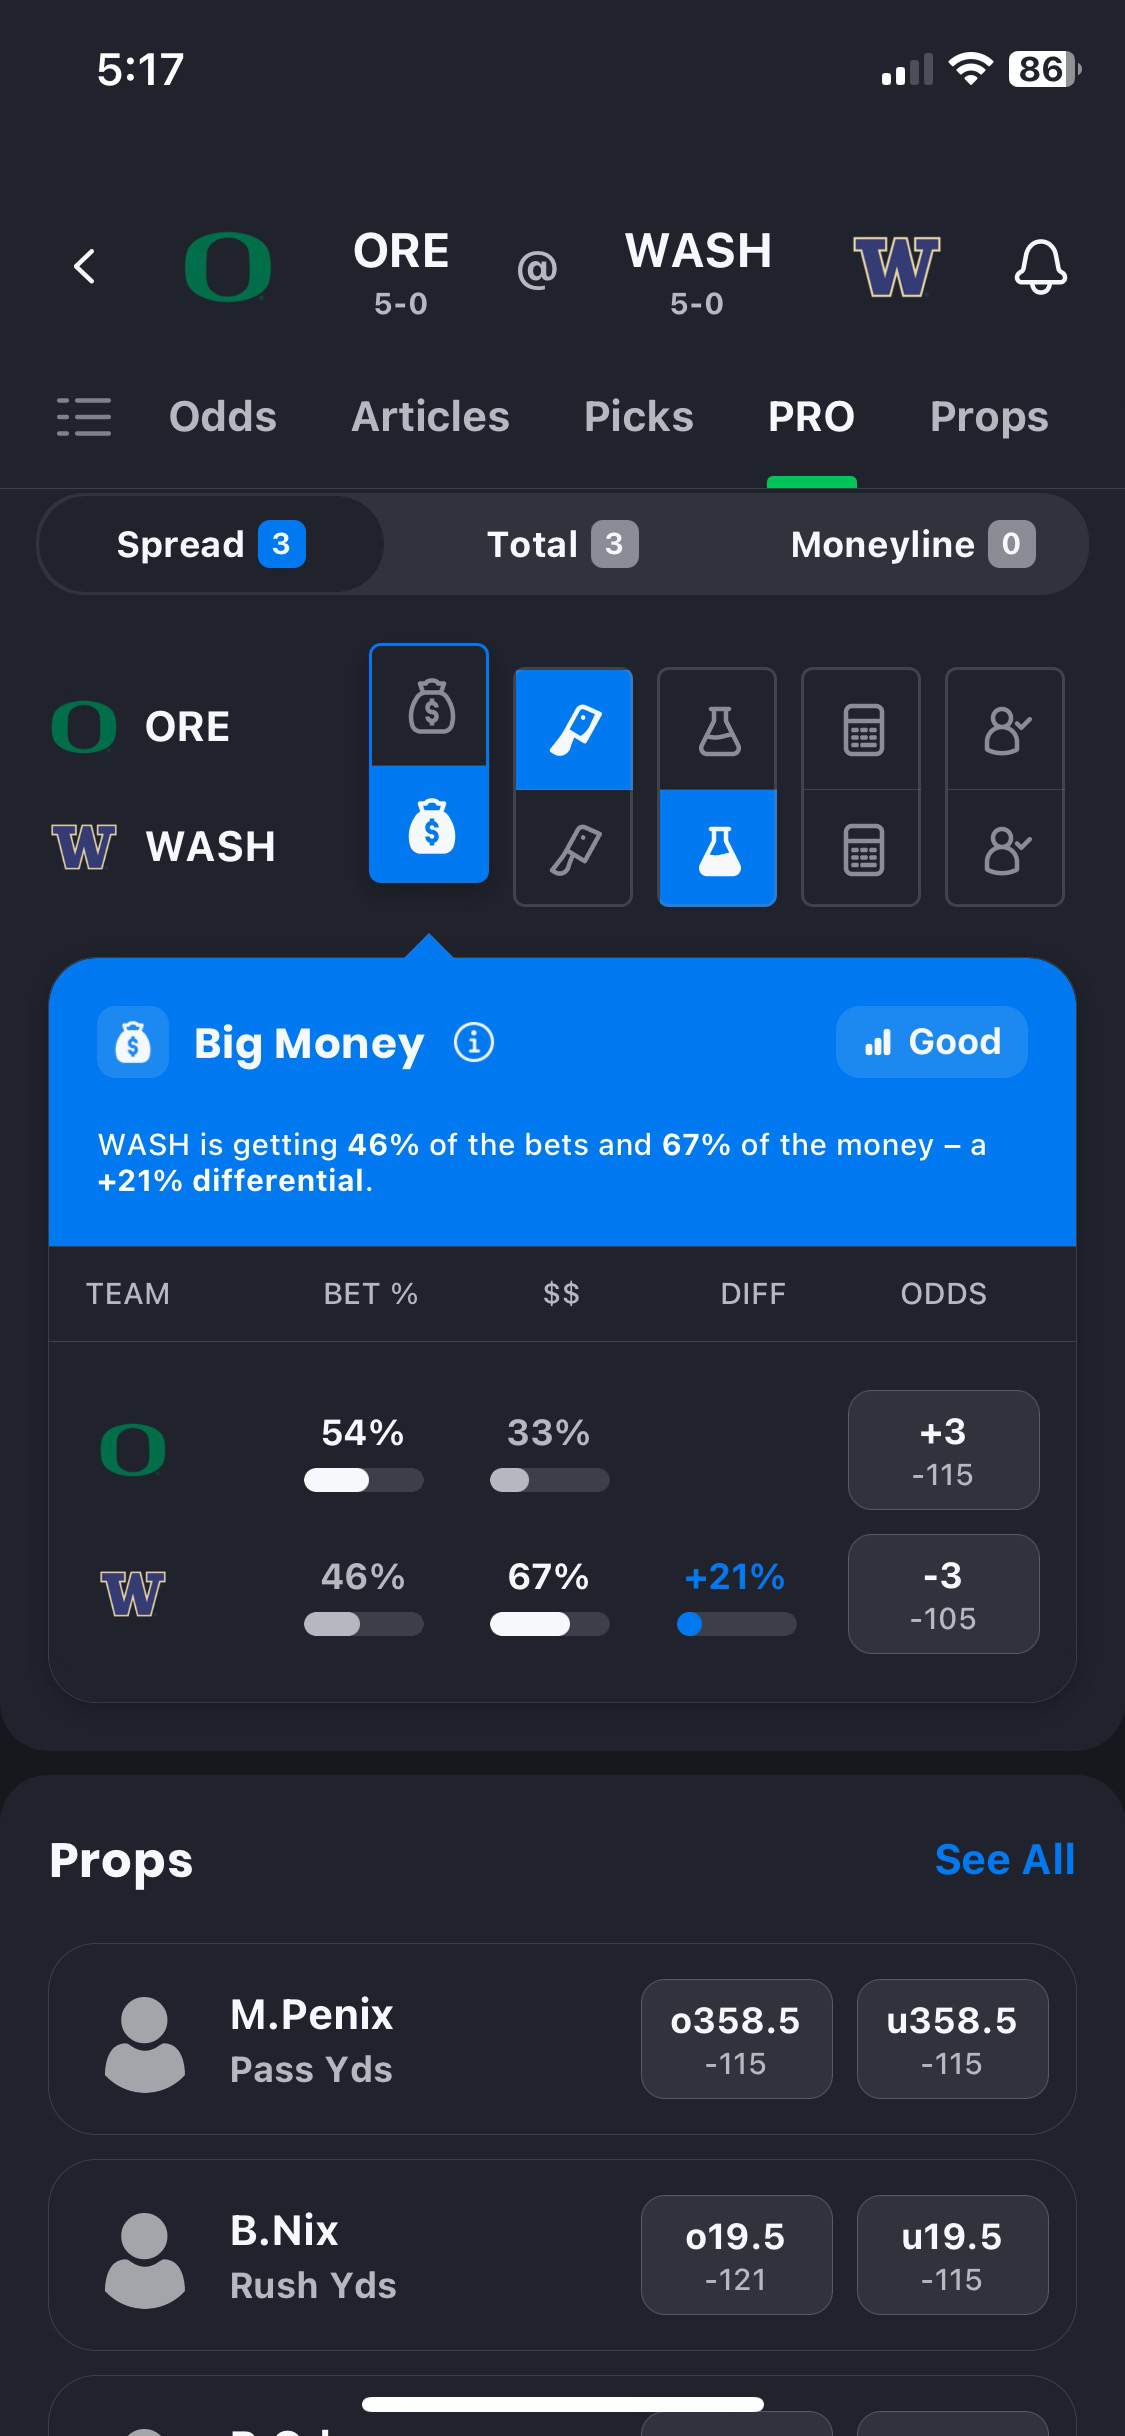 5:17
86
ORE @ WASH
5-0 5-0
Odds Articles Picks PRO Props
Spread 3 Total 3 Moneyline 0
ORE
WASH
Big Money Good
WASH is getting 46% of the bets and 67% of the money – a
+21% differential.
TEAM BET % $$ DIFF ODDS
54% 33% +3
-115
46% 67% +21% -3
-105
Props See All
M.Penix o358.5 u358.5
Pass Yds -115 -115
B.Nix o19.5 u19.5
Rush Yds -121 -115